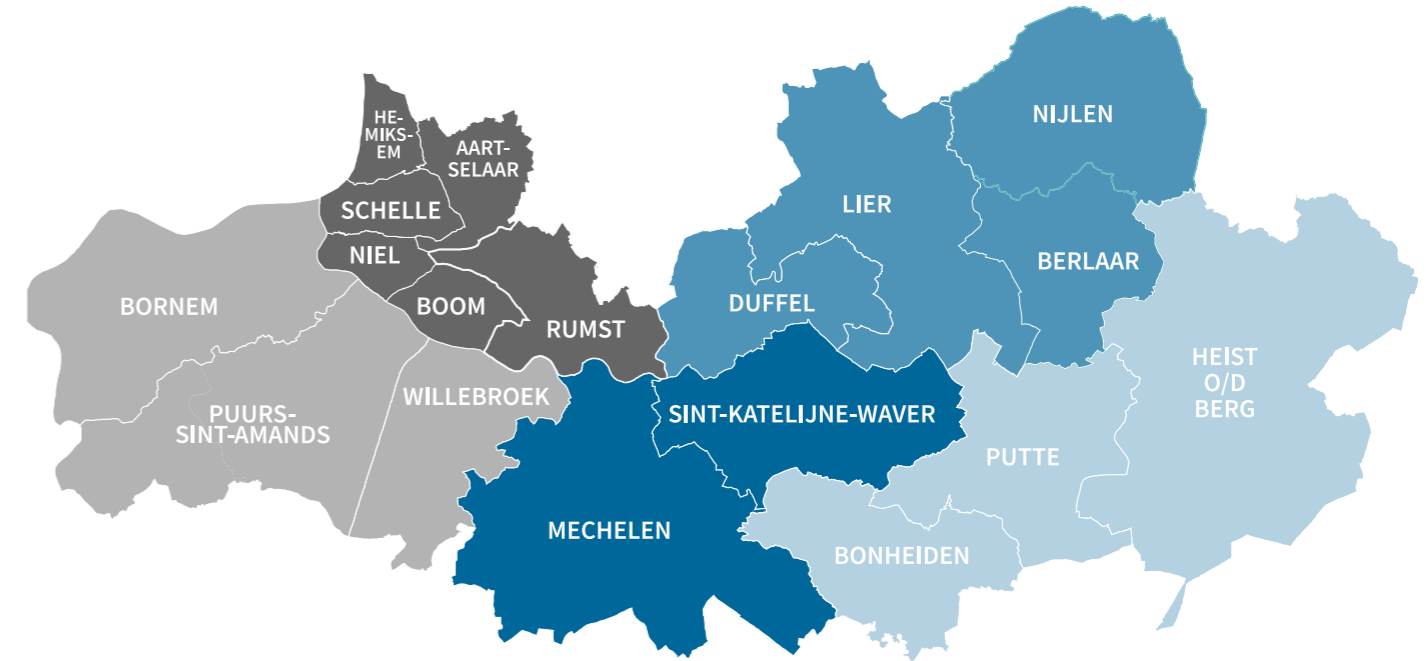 NIJLEN
HE-
MIKS-
EM
AART-
SELAAR
LIER
SCHELLE
NIEL
BERLAAR
BORNEM
BOOM
DUFFEL
RUMST
HEIST
O/D
BERG
WILLEBROEK
PUURS-
SINT-AMANDS
SINT-KATELIJNE-WAVER
PUTTE
MECHELEN
BONHEIDEN